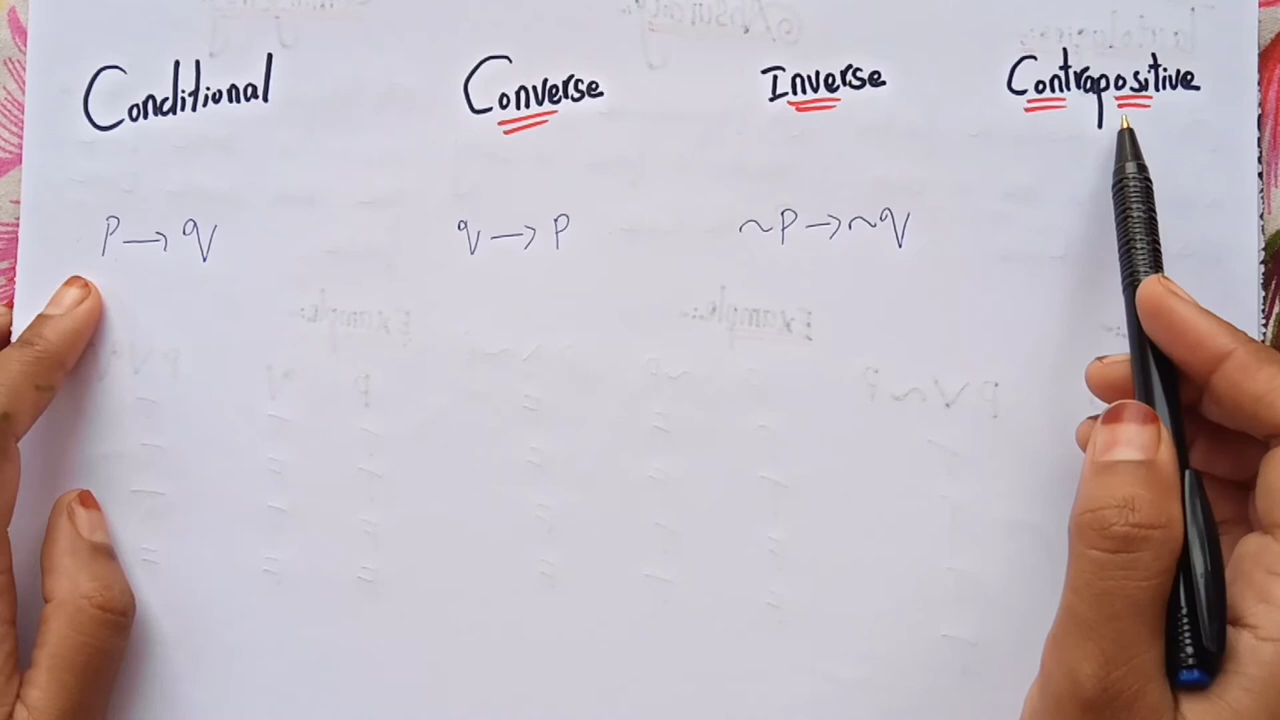 Conditional Converse Inverse Contrapositive
p → q q → p ~p → ~q